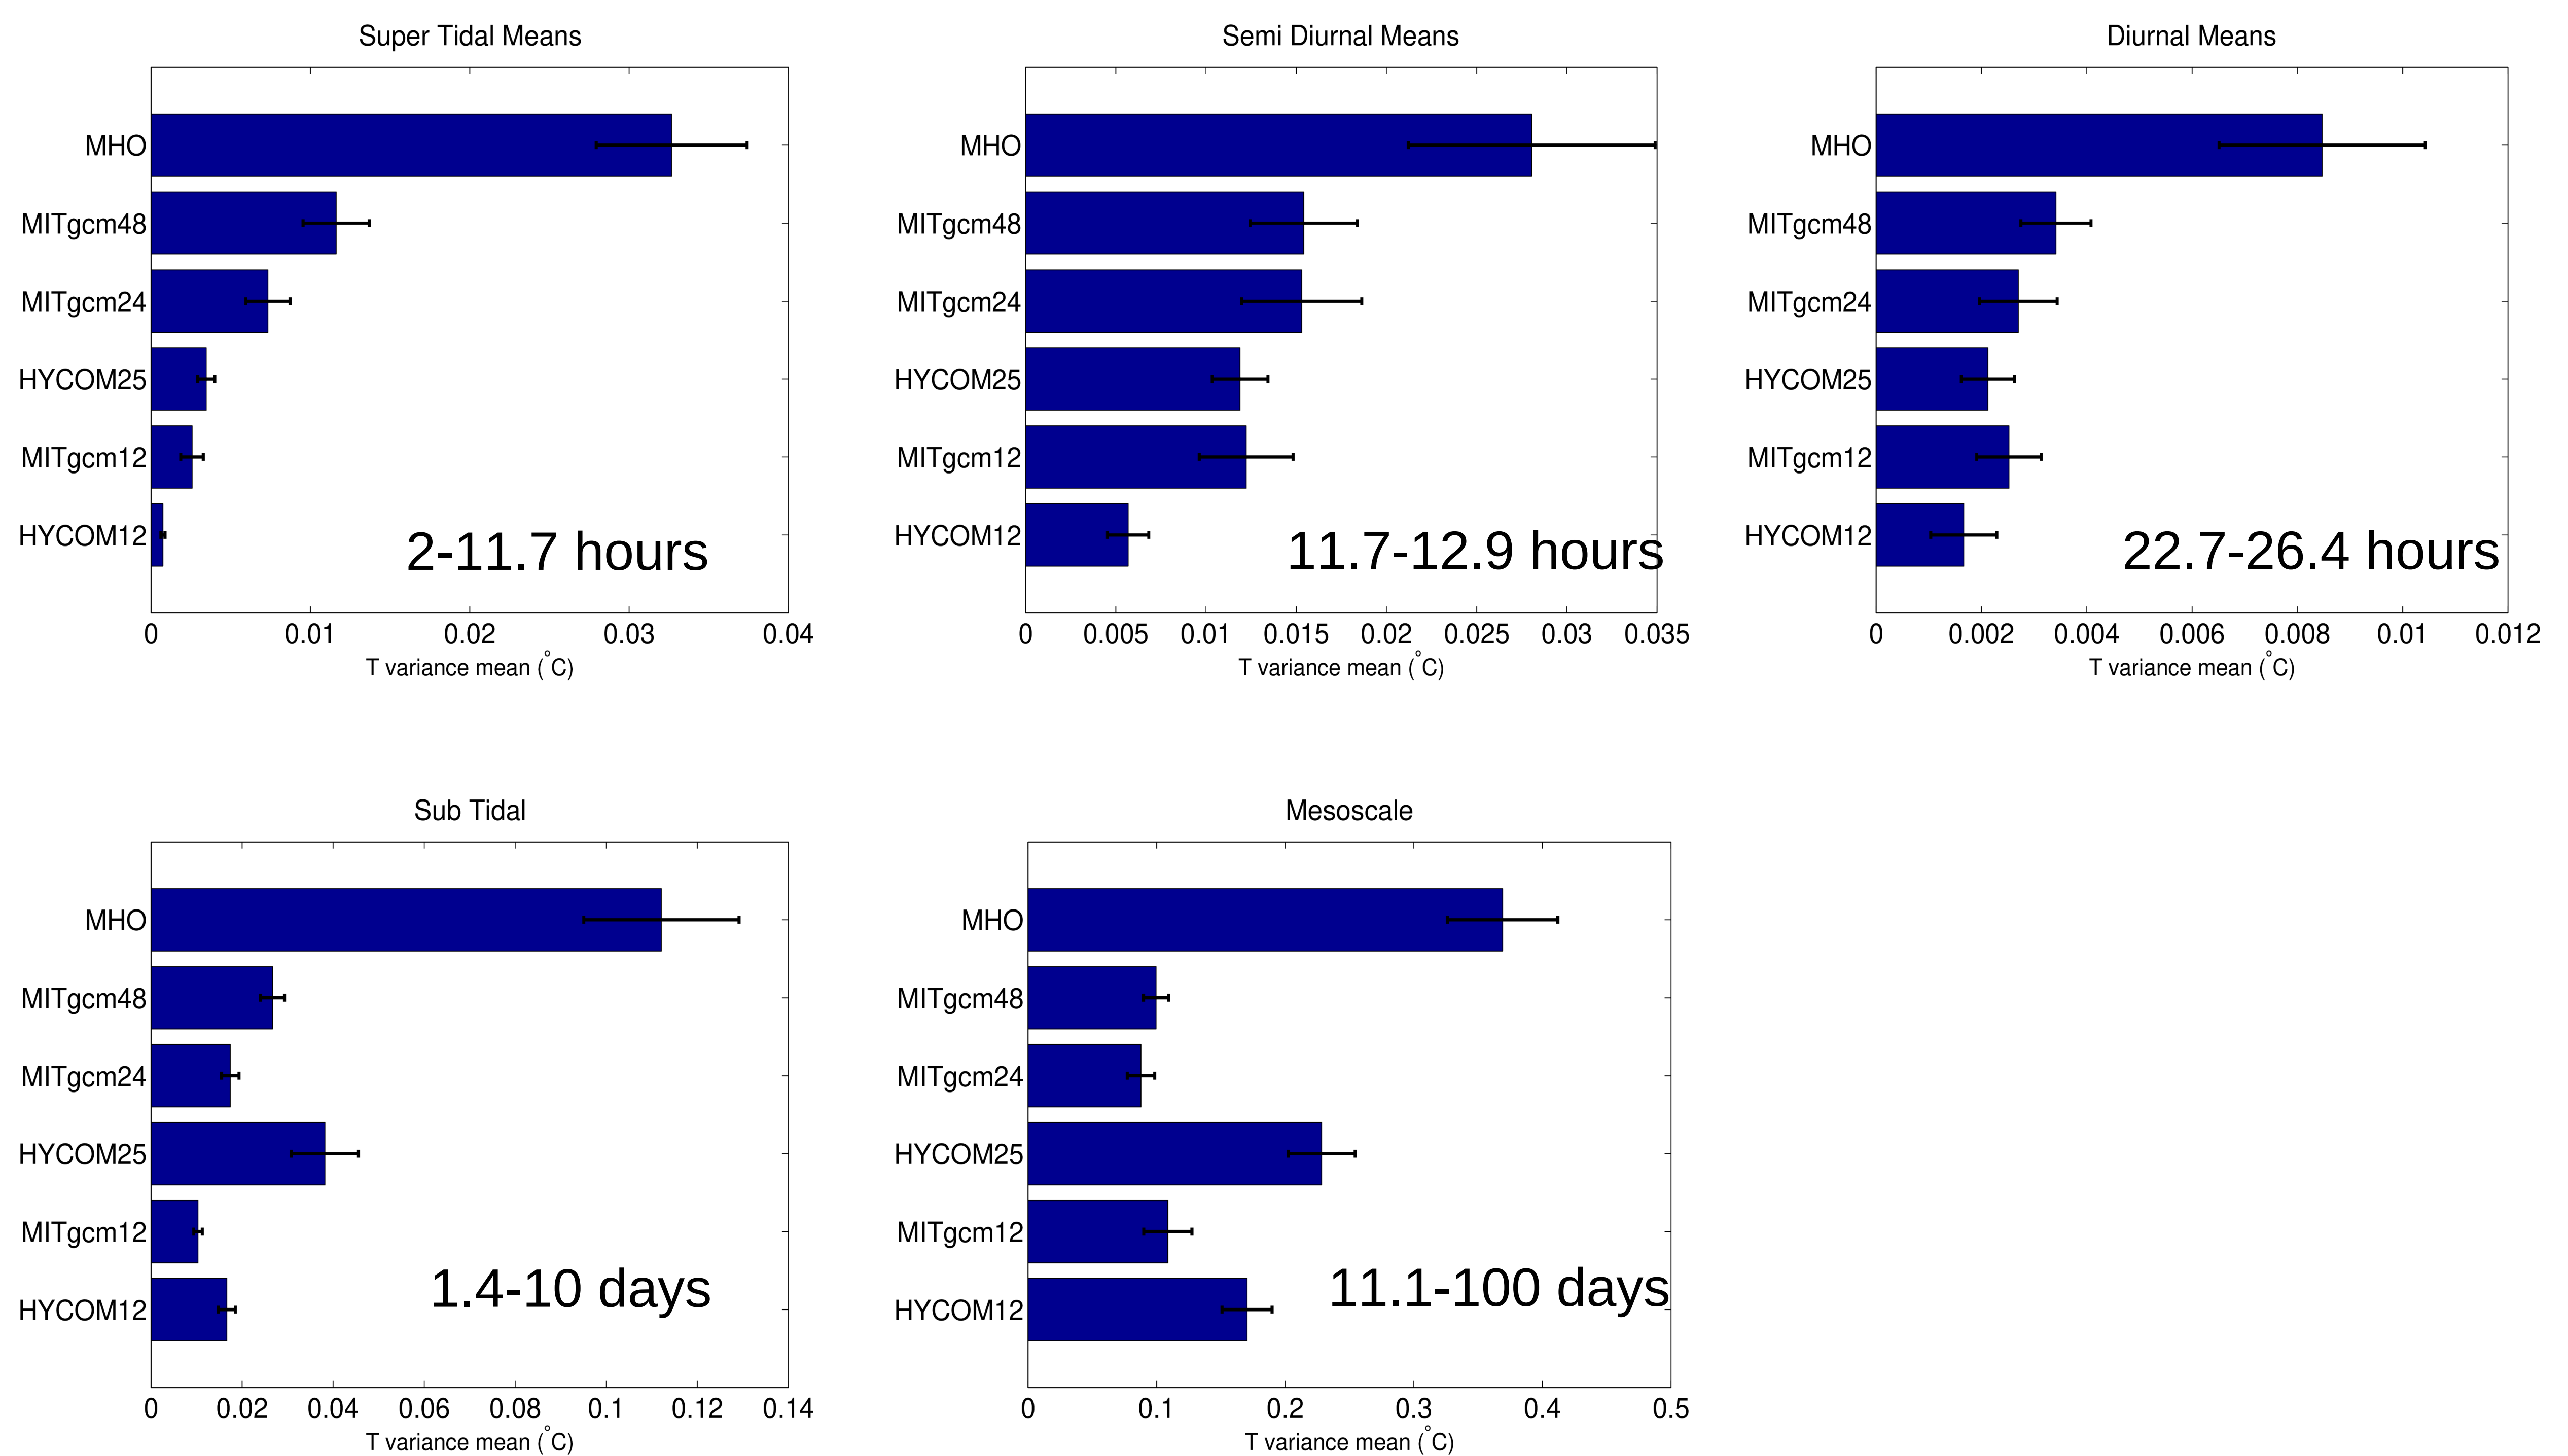 Super Tidal Means
MHO
MITgcm48
MITgcm24
HYCOM25
MITgcm12
HYCOM12
2-11.7 hours
0 0.01 0.02 0.03 0.04
T variance mean (°C)
Semi Diurnal Means
MHO
MITgcm48
MITgcm24
HYCOM25
MITgcm12
HYCOM12
11.7-12.9 hours
0 0.005 0.01 0.015 0.02 0.025 0.03 0.035
T variance mean (°C)
Diurnal Means
MHO
MITgcm48
MITgcm24
HYCOM25
MITgcm12
HYCOM12
22.7-26.4 hours
0 0.002 0.004 0.006 0.008 0.01 0.012
T variance mean (°C)
Sub Tidal
MHO
MITgcm48
MITgcm24
HYCOM25
MITgcm12
HYCOM12
1.4-10 days
0 0.02 0.04 0.06 0.08 0.1 0.12 0.14
T variance mean (°C)
Mesoscale
MHO
MITgcm48
MITgcm24
HYCOM25
MITgcm12
HYCOM12
11.1-100 days
0 0.1 0.2 0.3 0.4 0.5
T variance mean (°C)